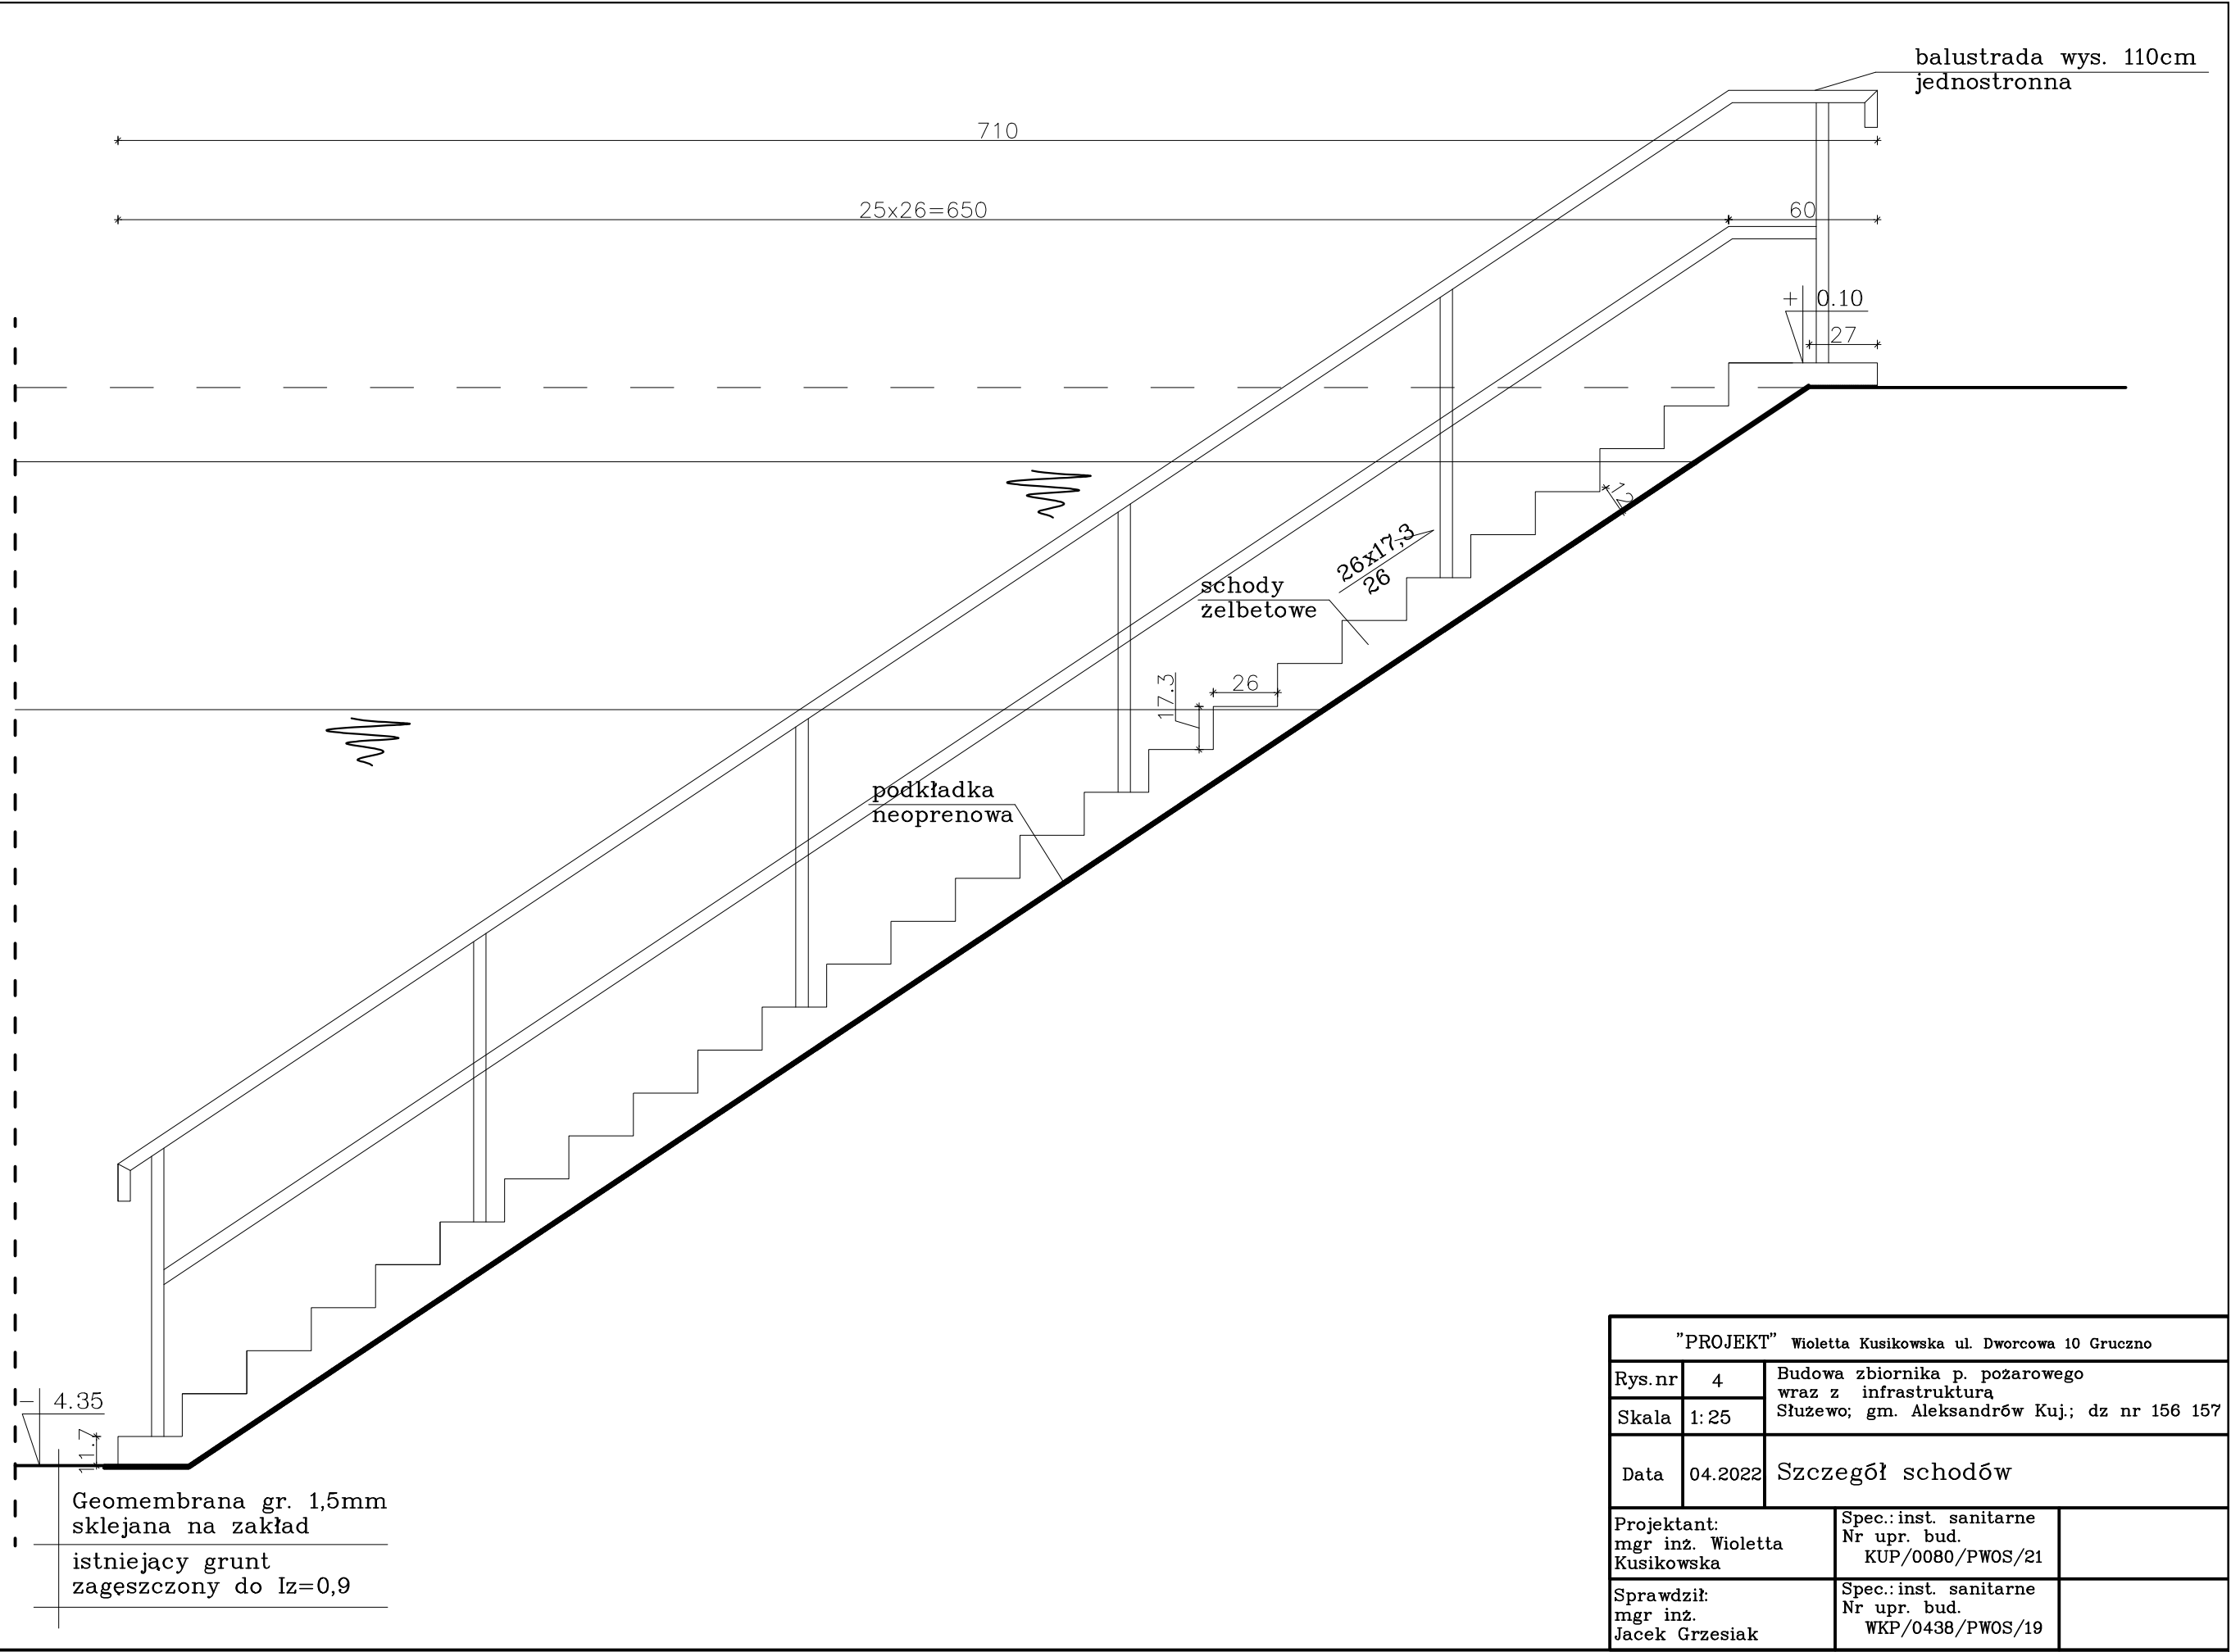 balustrada wys. 110cm
jednostronna
710
25x26=650
60
+ 0.10
27
12
26x17,3
26
schody
żelbetowe
17.3
26
podkładka
neoprenowa
- 4.35
11.7
Geomembrana gr. 1,5mm
sklejana na zakład
istniejący grunt
zagęszczony do Iz=0,9
"PROJEKT" Wioletta Kusikowska ul. Dworcowa 10 Gruczno
Rys.nr 4
Skala 1:25
Budowa zbiornika p. pożarowego
wraz z infrastrukturą
Służewo; gm. Aleksandrów Kuj.; dz nr 156 157
Data 04.2022
Szczegół schodów
Projektant:
mgr inż. Wioletta
Kusikowska
Spec.: inst. sanitarne
Nr upr. bud.
KUP/0080/PWOS/21
Sprawdził:
mgr inż.
Jacek Grzesiak
Spec.: inst. sanitarne
Nr upr. bud.
WKP/0438/PWOS/19